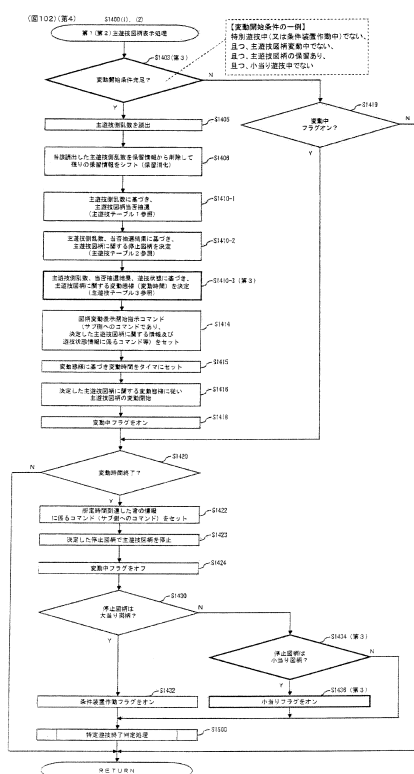 (図102)(第4)
S1400(1)、(2)
第1(第2)主遊技図柄表示処理
【変動開始条件の一例】
特別遊技中(又は条件装置作動中)でない、
且つ、主遊技図柄変動中でない、
且つ、主遊技図柄の保留あり、
且つ、小当り遊技中でない
S1403(第3)
変動開始条件充足?
N
Y
S1419
変動中
フラグオン?
N
Y
S1405
主遊技側乱数を読出
S1406
当該読出した主遊技側乱数を保留情報から削除して
残りの保留情報をシフト(保留消化)
S1410-1
主遊技側乱数に基づき、
主遊技図柄当否抽選
(主遊技テーブル1参照)
S1410-2
主遊技側乱数、当否抽選結果に基づき、
主遊技図柄に関する停止図柄を決定
(主遊技テーブル2参照)
S1410-3(第3)
主遊技側乱数、当否抽選結果、遊技状態に基づき、
主遊技図柄に関する変動態様(変動時間)を決定
(主遊技テーブル3参照)
S1414
図柄変動表示開始指示コマンド
(サブ側へのコマンドであり、
決定した主遊技図柄に関する情報及び
遊技状態情報に係るコマンド等)をセット
S1415
変動態様に基づき変動時間をタイマにセット
S1416
決定した主遊技図柄に関する変動態様に従い
主遊技図柄の変動開始
S1418
変動中フラグをオン
S1420
変動時間終了?
N
Y
S1422
所定時間到達した旨の情報
に係るコマンド(サブ側へのコマンド)をセット
S1423
決定した停止図柄で主遊技図柄を停止
S1424
変動中フラグをオフ
S1430
停止図柄は
大当り図柄?
N
Y
S1434(第3)
停止図柄は
小当り図柄?
N
Y
S1432
条件装置作動フラグをオン
S1436(第3)
小当りフラグをオン
S1500
特定遊技終了判定処理
RETURN